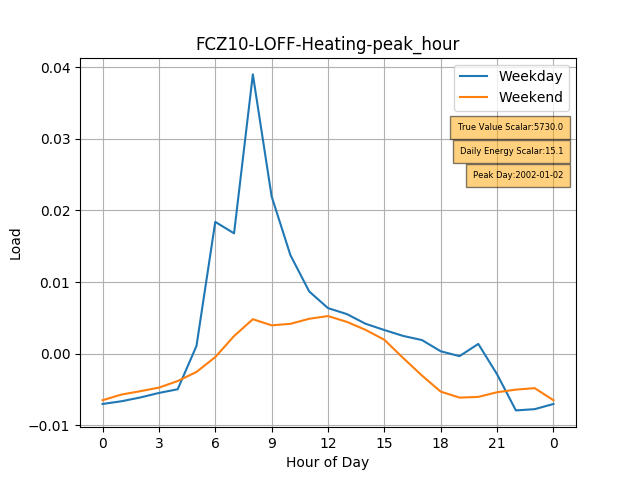 FCZ10-LOFF-Heating-peak_hour
Weekday
Weekend
True Value Scalar:5730.0
Daily Energy Scalar:15.1
Peak Day:2002-01-02
Load
0.04
0.03
0.02
0.01
0.00
−0.01
0 3 6 9 12 15 18 21 0
Hour of Day